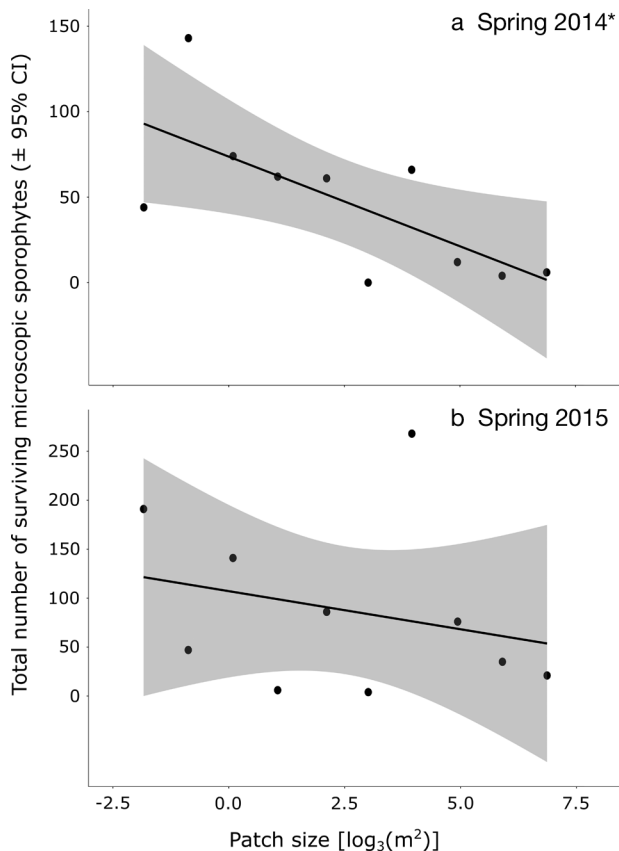 a Spring 2014*
150
100
50
0
Total number of surviving microscopic sporophytes (± 95% CI)
b Spring 2015
250
200
150
100
50
0
-2.5 0.0 2.5 5.0 7.5
Patch size [log₃(m²)]